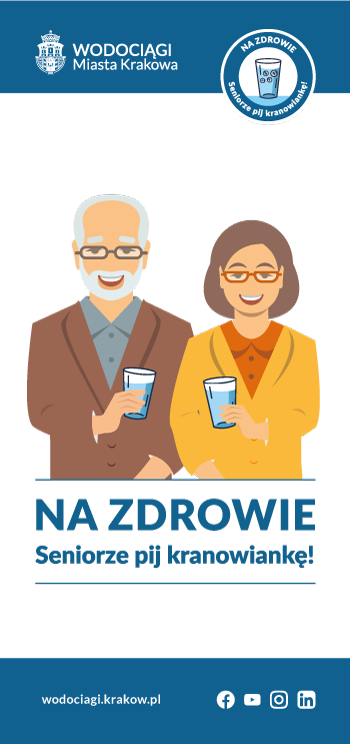 WODOCIĄGI
Miasta Krakowa
NA ZDROWIE
Seniorze pij kranowiankę!
NA ZDROWIE
Seniorze pij kranowiankę!
wodociagi.krakow.pl